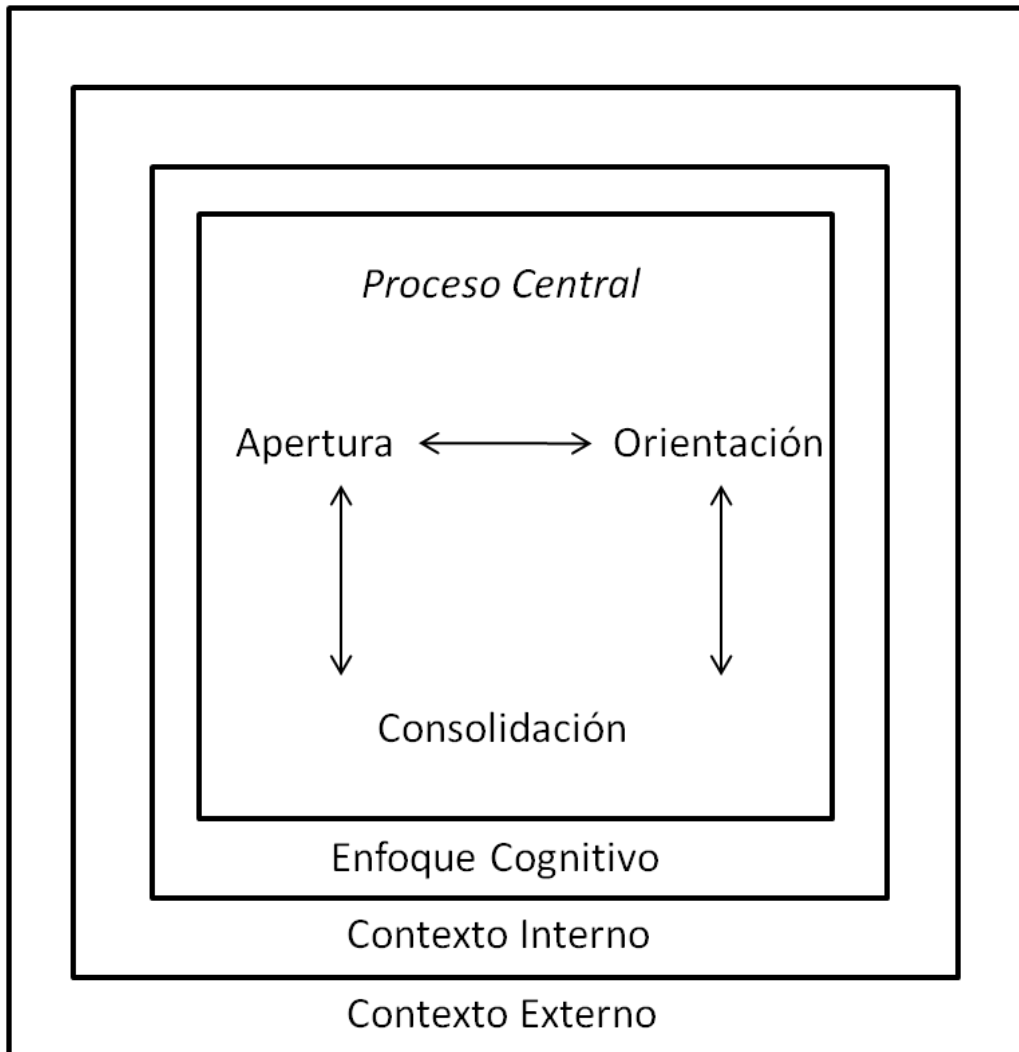 Proceso Central
Apertura Orientación
Consolidación
Enfoque Cognitivo
Contexto Interno
Contexto Externo